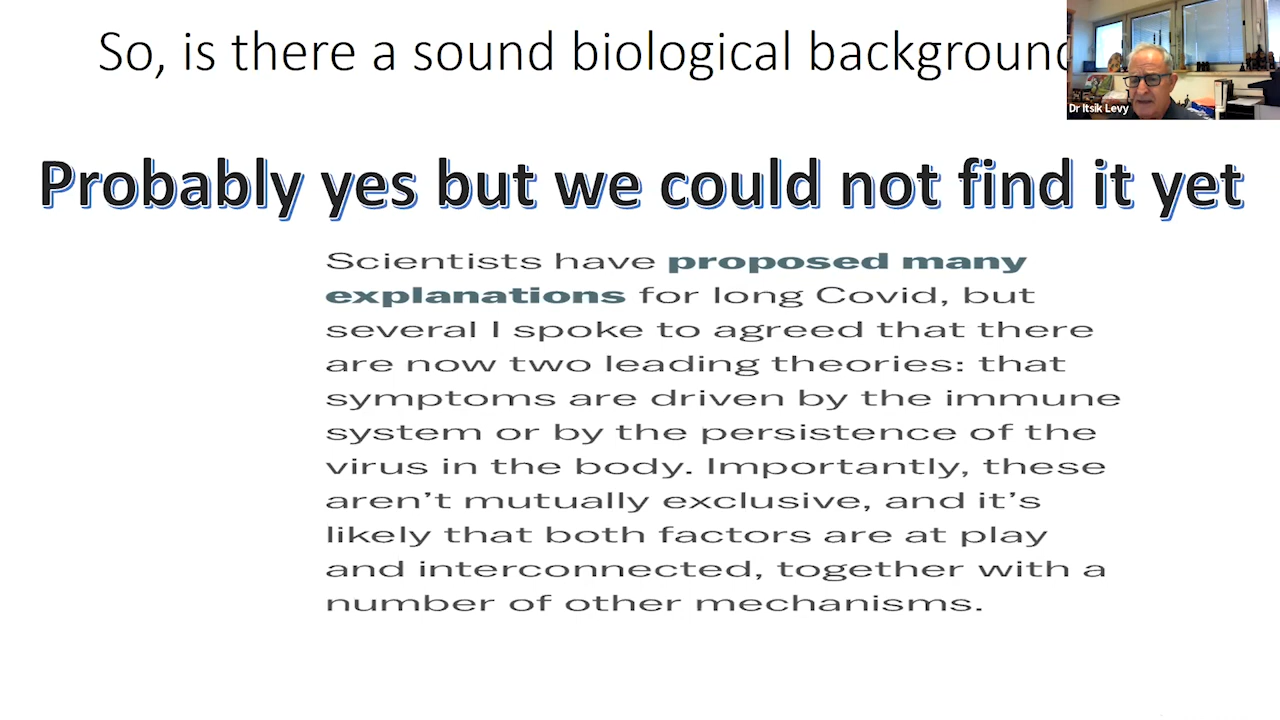 So, is there a sound biological background
Dr Itsik Levy
Probably yes but we could not find it yet
Scientists have proposed many
explanations for long Covid, but
several I spoke to agreed that there
are now two leading theories: that
symptoms are driven by the immune
system or by the persistence of the
virus in the body. Importantly, these
aren't mutually exclusive, and it's
likely that both factors are at play
and interconnected, together with a
number of other mechanisms.